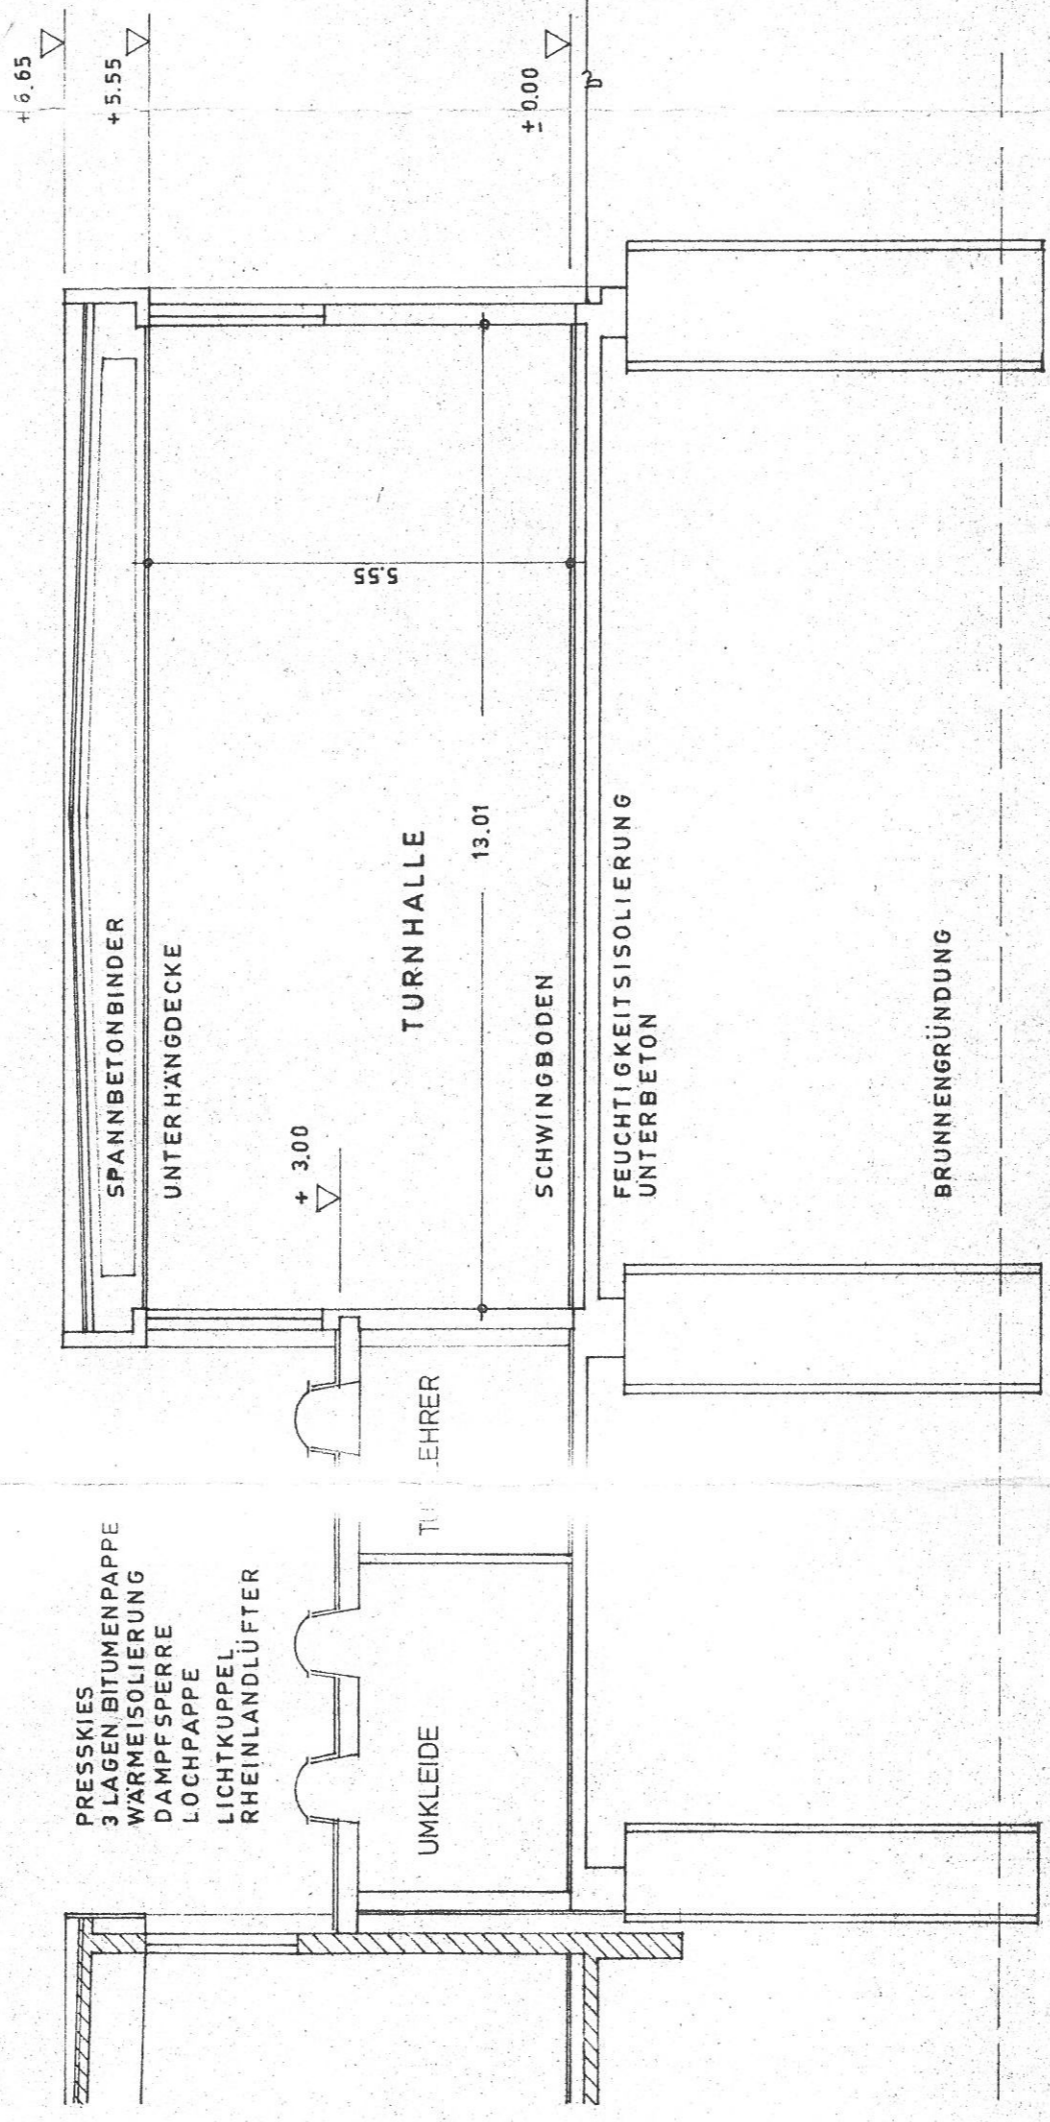 PRESSKIES
3 LAGEN BITUMENPAPPE
WÄRMEISOLIERUNG
DAMPFSPERRE
LOCHPAPPE
LICHTKUPPEL
RHEINLANDLÜFTER
SPANNBETONBINDER
UNTERHÄNGDECKE
+6.65
+5.55
+ 3.00
5.55
UMKLEIDE
EHRER
TURNHALLE
13.01
SCHWINGBODEN
± 0.00
FEUCHTIGKEITSISOLIERUNG
UNTERBETON
BRUNNENGRÜNDUNG